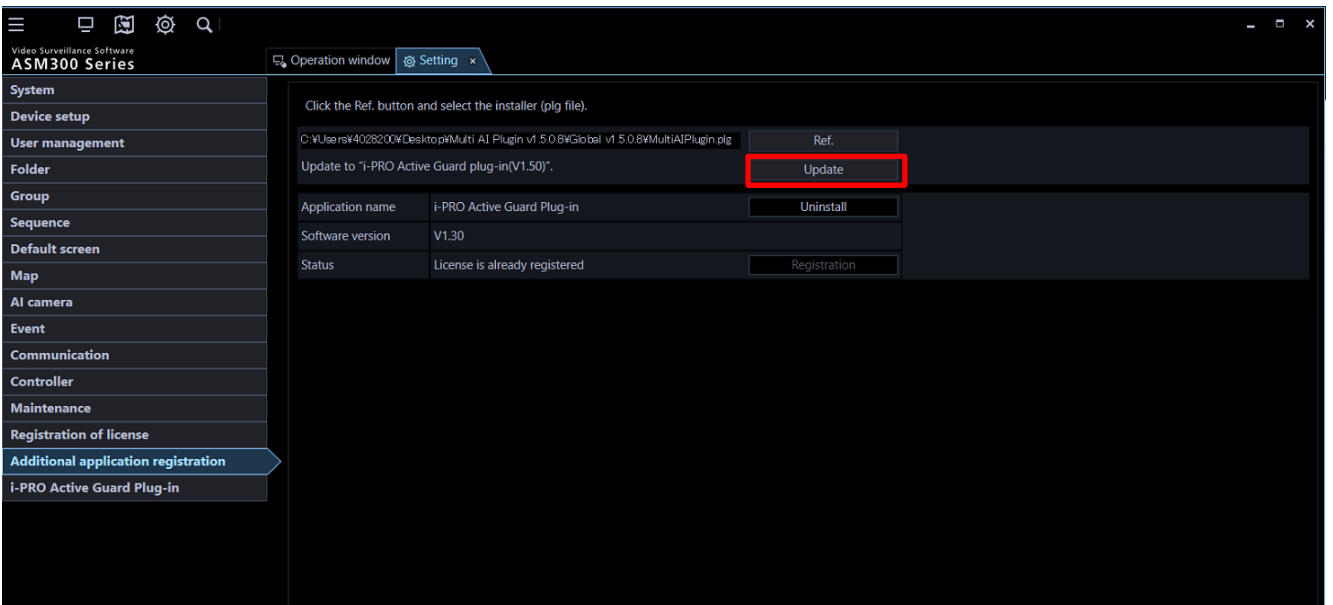 Video Surveillance Software
ASM300 Series
Operation window
Setting ×
System
Device setup
User management
Folder
Group
Sequence
Default screen
Map
AI camera
Event
Communication
Controller
Maintenance
Registration of license
Additional application registration
i-PRO Active Guard Plug-in
Click the Ref. button and select the installer (plg file).
C:¥Users¥4028200¥Desktop¥Multi AI Plugin v1.5.0.8¥Global v1.5.0.8¥MultiAIPlugin.plg
Ref.
Update to "i-PRO Active Guard plug-in(V1.50)".
Update
Application name i-PRO Active Guard Plug-in Uninstall
Software version V1.30
Status License is already registered Registration